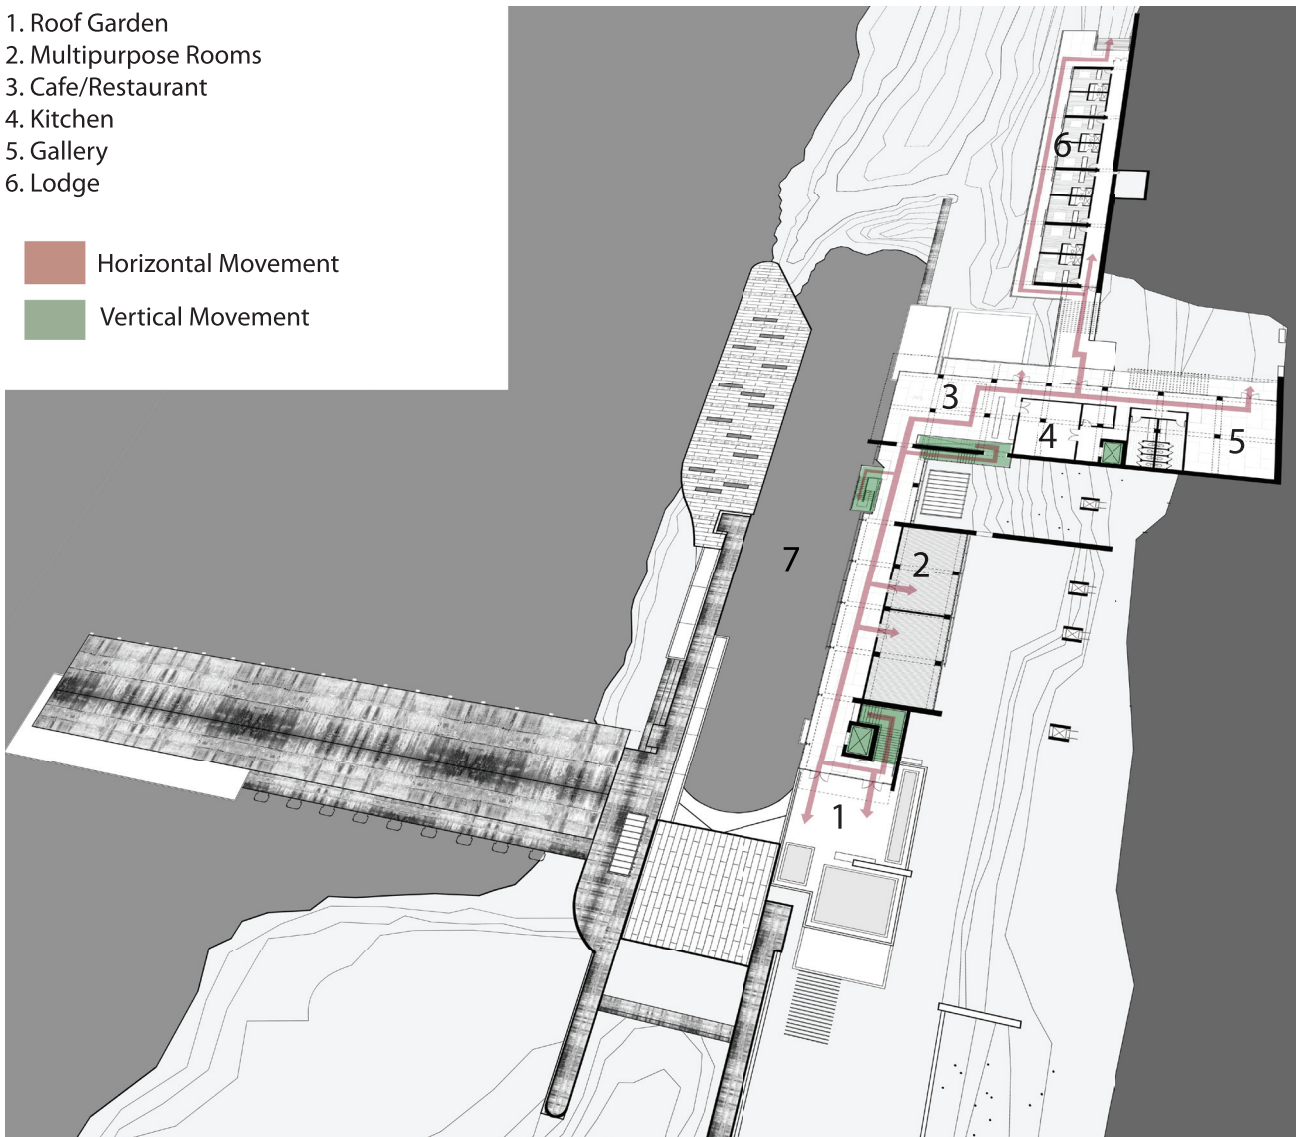 1. Roof Garden
2. Multipurpose Rooms
3. Cafe/Restaurant
4. Kitchen
5. Gallery
6. Lodge
Horizontal Movement
Vertical Movement
6
3
4
5
7
2
1